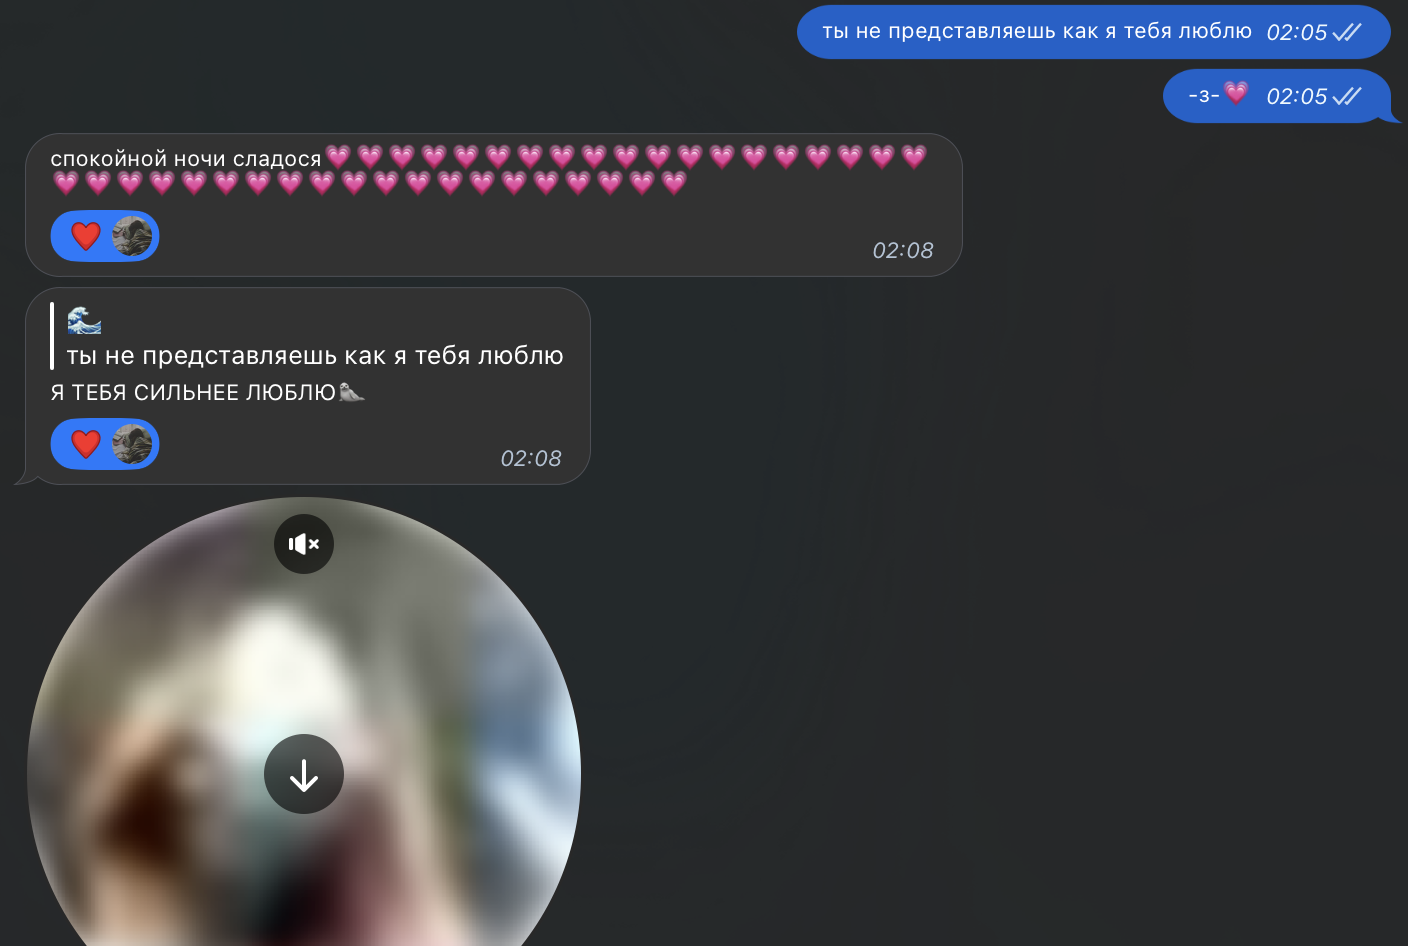 ты не представляешь как я тебя люблю 02:05
-з-💗 02:05
спокойной ночи сладося💗💗💗💗💗💗💗💗💗💗💗💗💗💗💗💗💗💗💗
💗💗💗💗💗💗💗💗💗💗💗💗💗💗💗💗💗💗💗💗
02:08
🌊
ты не представляешь как я тебя люблю
Я ТЕБЯ СИЛЬНЕЕ ЛЮБЛЮ🦭
02:08